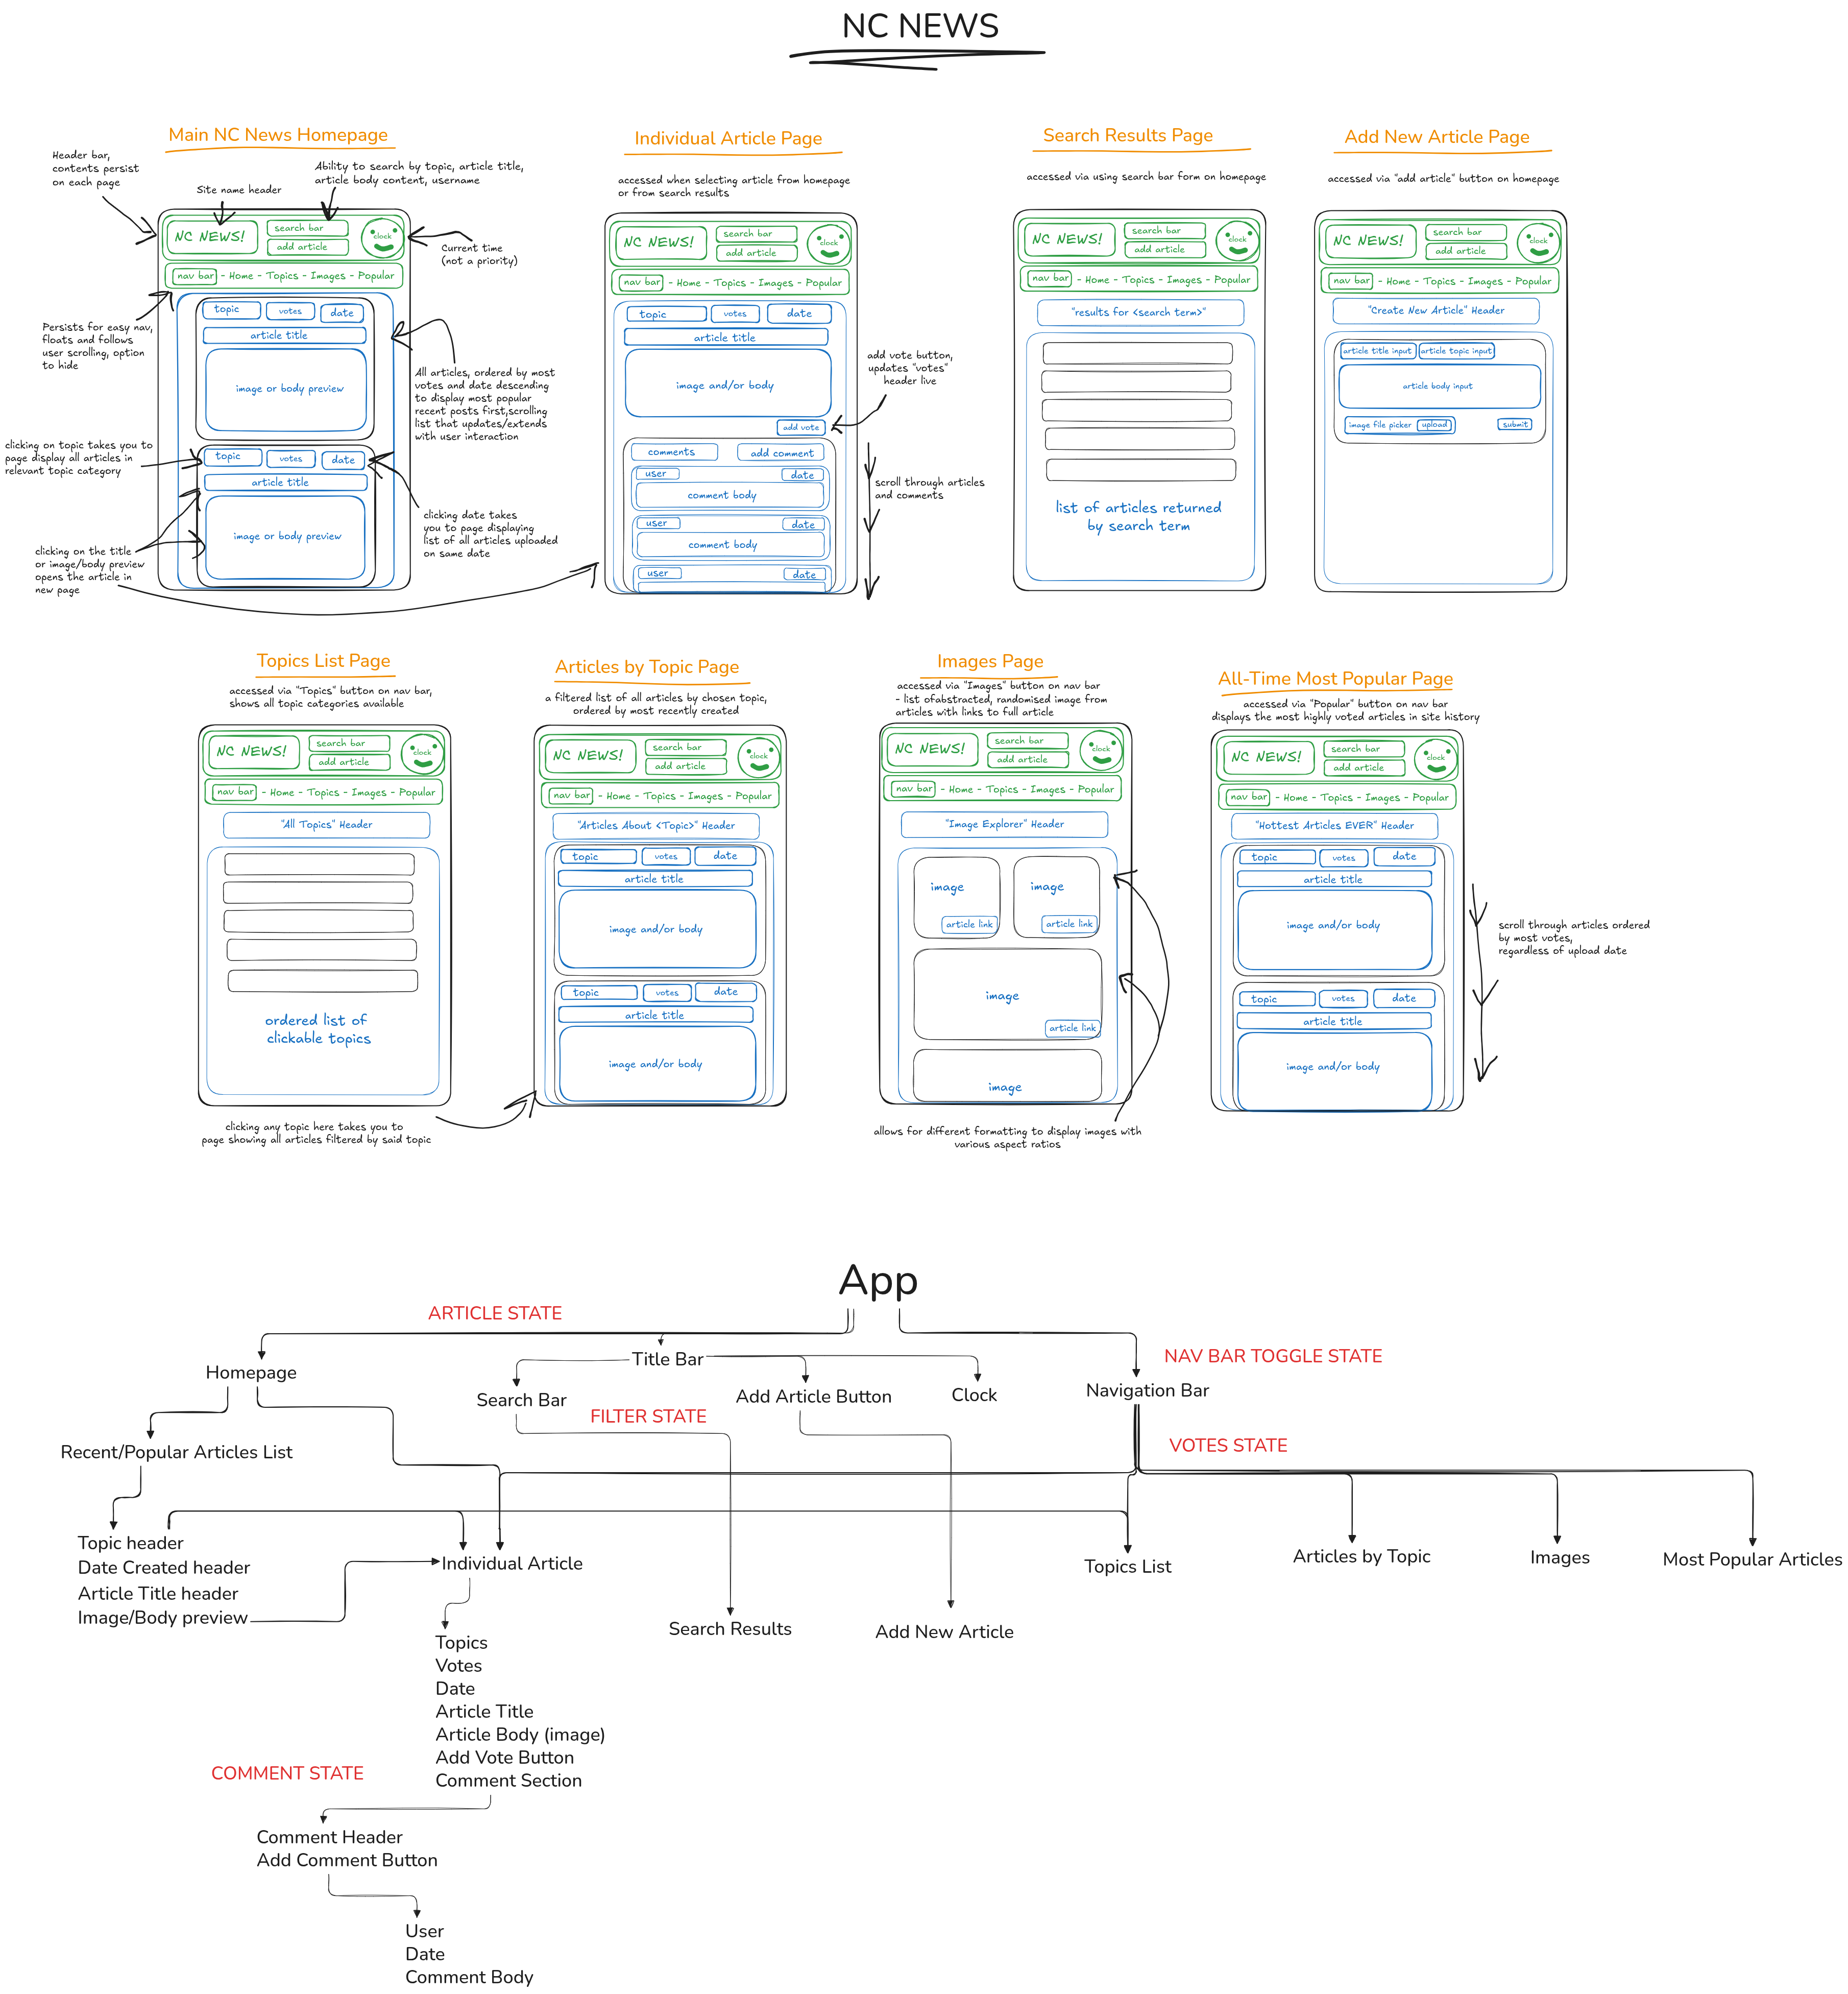 NC NEWS
Main NC News Homepage
Header bar,
contents persist
on each page
Site name header
Ability to search by topic, article title,
article body content, username
NC NEWS!
search bar
add article
clock
Current time
(not a priority)
nav bar - Home - Topics - Images - Popular
Persists for easy nav,
floats and follows
user scrolling, option
to hide
topic
votes
date
article title
image or body preview
All articles, ordered by most
votes and date descending
to display most popular
recent posts first,scrolling
list that updates/extends
with user interaction
clicking on topic takes you to
page display all articles in
relevant topic category
topic
votes
date
article title
image or body preview
clicking date takes
you to page displaying
list of all articles uploaded
on same date
clicking on the title
or image/body preview
opens the article in
new page
Individual Article Page
accessed when selecting article from homepage
or from search results
NC NEWS!
search bar
add article
clock
nav bar - Home - Topics - Images - Popular
topic
votes
date
article title
image and/or body
add vote button,
updates "votes"
header live
add vote
comments
add comment
user
date
comment body
user
date
comment body
user
date
scroll through articles
and comments
Search Results Page
accessed via using search bar form on homepage
NC NEWS!
search bar
add article
clock
nav bar - Home - Topics - Images - Popular
"results for <search term>"
list of articles returned
by search term
Add New Article Page
accessed via "add article" button on homepage
NC NEWS!
search bar
add article
clock
nav bar - Home - Topics - Images - Popular
"Create New Article" Header
article title input
article topic input
article body input
image file picker
upload
submit
Topics List Page
accessed via "Topics" button on nav bar,
shows all topic categories available
NC NEWS!
search bar
add article
clock
nav bar - Home - Topics - Images - Popular
"All Topics" Header
ordered list of
clickable topics
clicking any topic here takes you to
page showing all articles filtered by said topic
Articles by Topic Page
a filtered list of all articles by chosen topic,
ordered by most recently created
NC NEWS!
search bar
add article
clock
nav bar - Home - Topics - Images - Popular
"Articles About <Topic>" Header
topic
votes
date
article title
image and/or body
topic
votes
date
article title
image and/or body
Images Page
accessed via "Images" button on nav bar
- list ofabstracted, randomised image from
articles with links to full article
NC NEWS!
search bar
add article
clock
nav bar - Home - Topics - Images - Popular
"Image Explorer" Header
image
article link
image
article link
image
article link
image
allows for different formatting to display images with
various aspect ratios
All-Time Most Popular Page
accessed via "Popular" button on nav bar
displays the most highly voted articles in site history
NC NEWS!
search bar
add article
clock
nav bar - Home - Topics - Images - Popular
"Hottest Articles EVER" Header
topic
votes
date
article title
image and/or body
topic
votes
date
article title
image and/or body
scroll through articles ordered
by most votes,
regardless of upload date
App
ARTICLE STATE
Homepage
Title Bar
NAV BAR TOGGLE STATE
Search Bar
Add Article Button
Clock
Navigation Bar
FILTER STATE
VOTES STATE
Recent/Popular Articles List
Topic header
Date Created header
Article Title header
Image/Body preview
Individual Article
Topics List
Articles by Topic
Images
Most Popular Articles
Search Results
Add New Article
Topics
Votes
Date
Article Title
Article Body (image)
Add Vote Button
Comment Section
COMMENT STATE
Comment Header
Add Comment Button
User
Date
Comment Body